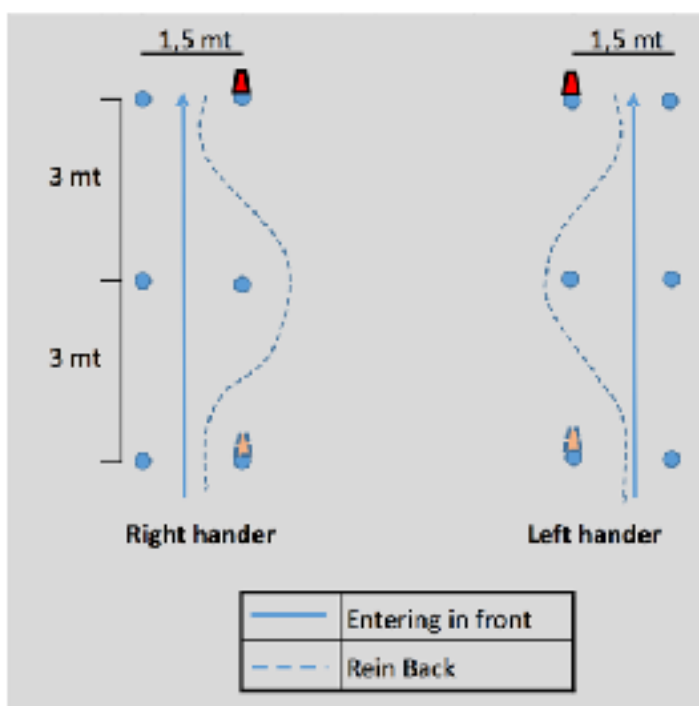 1,5 mt 1,5 mt
3 mt
3 mt
Right hander Left hander
Entering in front
Rein Back